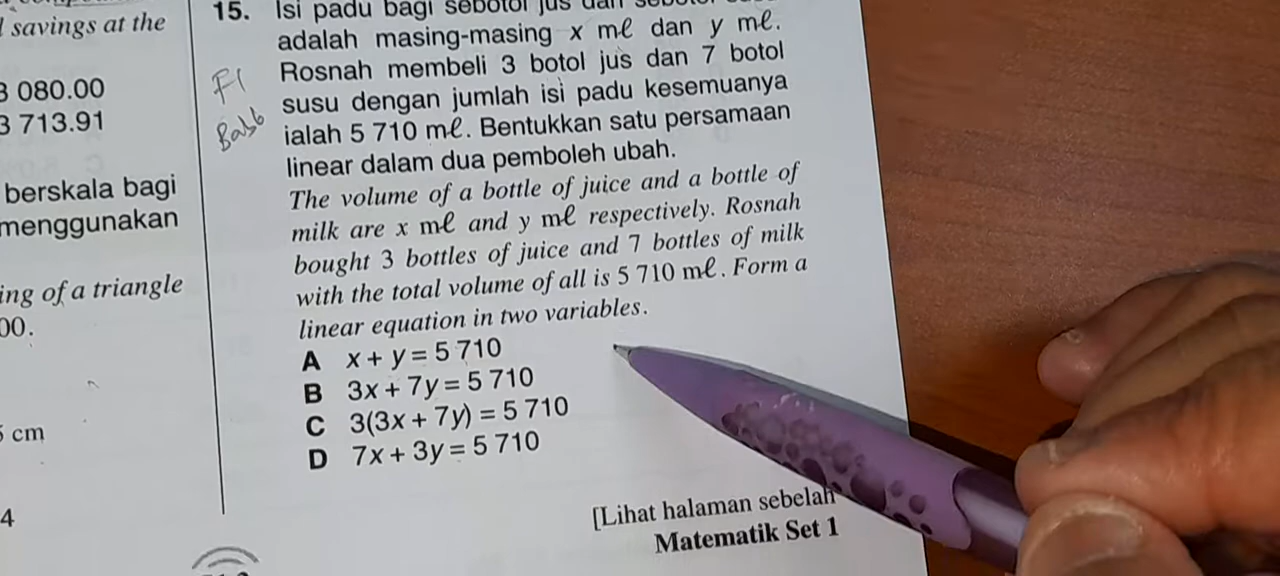 savings at the
3 080.00
3 713.91
berskala bagi
menggunakan
ing of a triangle
00.
cm
4
15. Isi padu bagi sebotol jus dan
adalah masing-masing x mℓ dan y mℓ.
Rosnah membeli 3 botol jus dan 7 botol
susu dengan jumlah isi padu kesemuanya
ialah 5 710 mℓ. Bentukkan satu persamaan
linear dalam dua pemboleh ubah.
The volume of a bottle of juice and a bottle of
milk are x mℓ and y mℓ respectively. Rosnah
bought 3 bottles of juice and 7 bottles of milk
with the total volume of all is 5 710 mℓ. Form a
linear equation in two variables.
A x + y = 5 710
B 3x + 7y = 5 710
C 3(3x + 7y) = 5 710
D 7x + 3y = 5 710
F1
Bab6
[Lihat halaman sebelah
Matematik Set 1